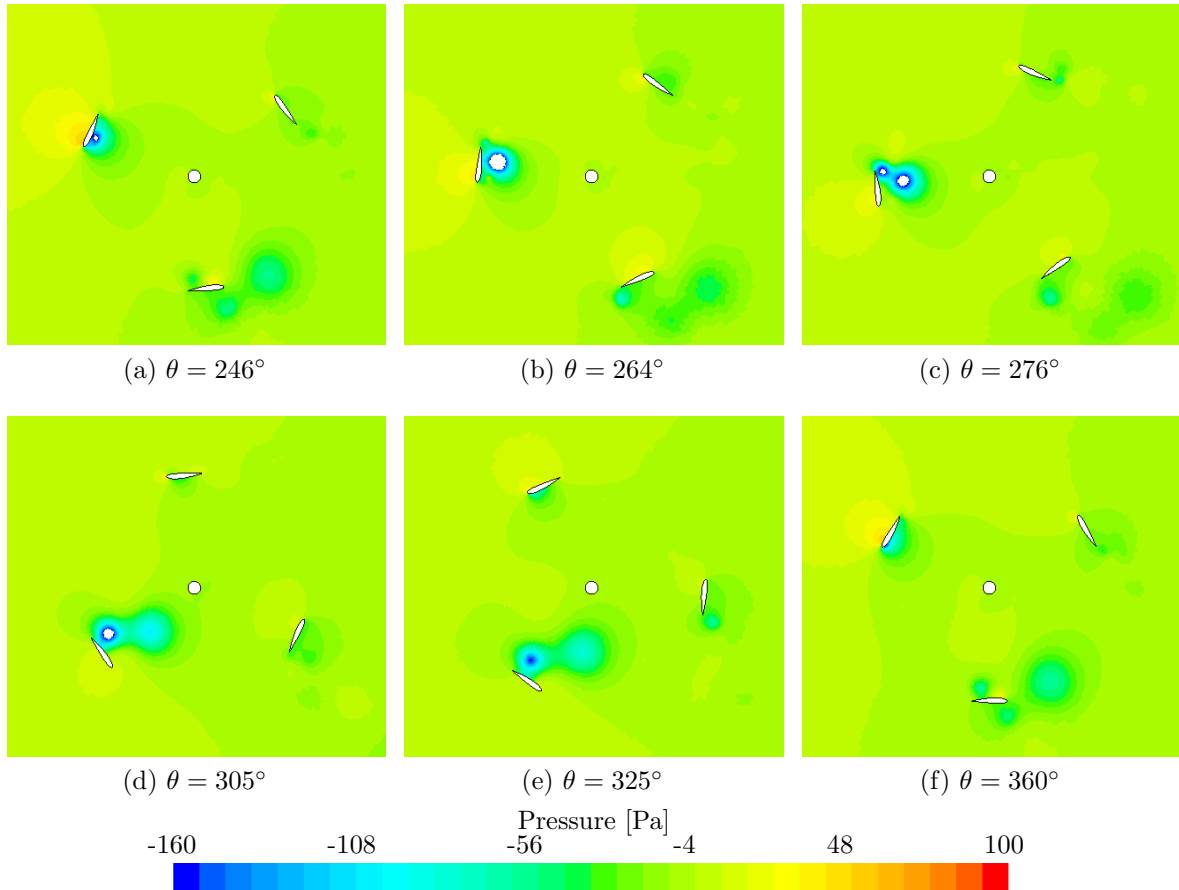 (a) θ = 246°
(b) θ = 264°
(c) θ = 276°
(d) θ = 305°
(e) θ = 325°
(f) θ = 360°
Pressure [Pa]
-160 -108 -56 -4 48 100